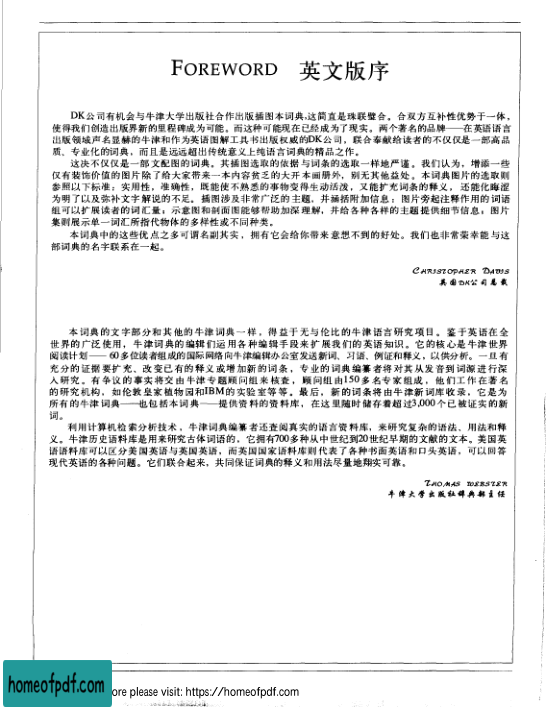 FOREWORD 英文版序
DK公司有机会与牛津大学出版社合作出版插图本词典,这简直是珠联璧合。合双方互补性优势于一体,
使得我们创造出版界新的里程碑成为可能。而这种可能现在已经成为了现实。两个著名的品牌——在英语语言
出版领域声名显赫的牛津和作为英语图解工具书出版权威的DK公司，联合奉献给读者的不仅仅是一部高品
质、专业化的词典，而且是远远超出传统意义上纯语言词典的精品之作。
这决不仅仅是一部文配图的词典。其插图选取的依据与词条的选取一样地严谨。我们认为，增添一些
仅有装饰价值的图片除了给大家带来一本内容贫乏的大开本画册外，别无其他益处。本词典图片的选取则
参照以下标准：实用性，准确性，既能使不熟悉的事物变得生动活泼，又能扩充词条的释义，还能化晦涩
为明了以及弥补文字解说的不足。插图涉及非常广泛的主题，并涵括附加信息；图片旁起注释作用的词语
组可以扩展读者的词汇量；示意图和剖面图能够帮助加深理解，并给各种各样的主题提供细节信息；图片
集则展示单一词汇所指代物体的多样性或不同种类。
本词典中的这些优点之多可谓名副其实，拥有它会给你带来意想不到的好处。我们也非常荣幸能与这
部词典的名字联系在一起。
CHRISTOPHER DAVIS
英国DK公司总裁
本词典的文字部分和其他的牛津词典一样，得益于无与伦比的牛津语言研究项目。鉴于英语在全
世界的广泛使用，牛津词典的编辑们运用各种编辑手段来扩展我们的英语知识。它的核心是牛津世界
阅读计划—— 60多位读者组成的国际网络向牛津编辑办公室发送新词、习语、例证和释义，以供分析。一旦有
充分的证据要扩充、改变已有的释义或增加新的词条，专业的词典编纂者将对其从发音到词源进行深
入研究。有争议的事实将交由牛津专题顾问组来核查，顾问组由150多名专家组成，他们工作在著名
的研究机构，如伦敦皇家植物园和IBM的实验室等等。最后，新的词条将由牛津新词库收录，它是为
所有的牛津词典——也包括本词典——提供资料的资料库，在这里随时储存着超过3,000个已被证实的新
词。
利用计算机检索分析技术，牛津词典编纂者还查阅真实的语言资料库，来研究复杂的语法、用法和释
义。牛津历史语料库是用来研究古体词语的，它拥有700多种从中世纪到20世纪早期的文献的文本。美国英
语语料库可以区分美国英语与英国英语，而英国国家语料库则代表了各种书面英语和口头英语，可以回答
现代英语的各种问题。它们联合起来，共同保证词典的释义和用法尽量地翔实可靠。
THOMAS WEBSTER
牛津大学出版社辞典部主任
homeofpdf.com
ore please visit: https://homeofpdf.com